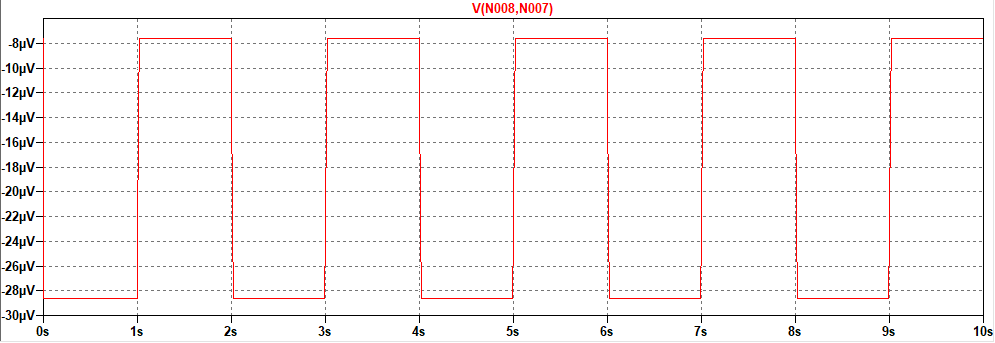 V(N008,N007)
-8µV
-10µV
-12µV
-14µV
-16µV
-18µV
-20µV
-22µV
-24µV
-26µV
-28µV
-30µV
0s 1s 2s 3s 4s 5s 6s 7s 8s 9s 10s